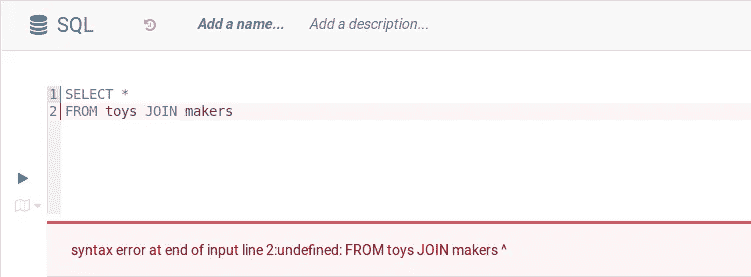 SQL Add a name... Add a description...
1 SELECT *
2 FROM toys JOIN makers
syntax error at end of input line 2:undefined: FROM toys JOIN makers ^